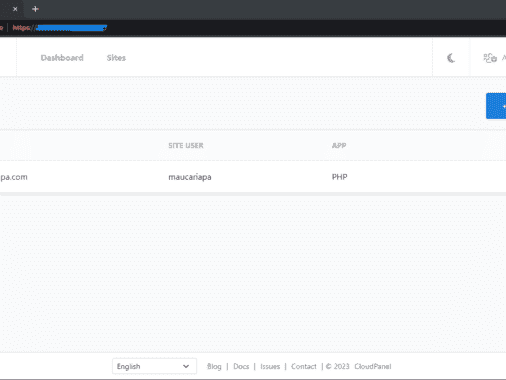 https:/
Dashboard Sites
SITE USER APP
pa.com maucariapa PHP
English Blog | Docs | Issues | Contact | © 2023 CloudPanel